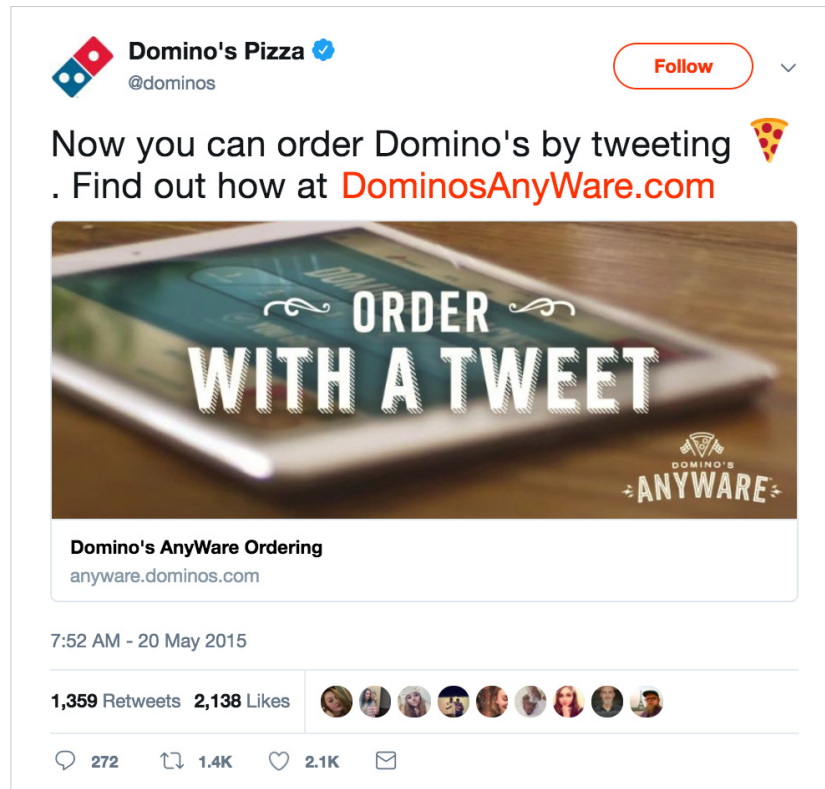 Domino's Pizza
@dominos
Follow
Now you can order Domino's by tweeting 🍕
. Find out how at DominosAnyWare.com
ORDER
WITH A TWEET
DOMINO'S
ANYWARE
Domino's AnyWare Ordering
anyware.dominos.com
7:52 AM - 20 May 2015
1,359 Retweets 2,138 Likes
272 1.4K 2.1K